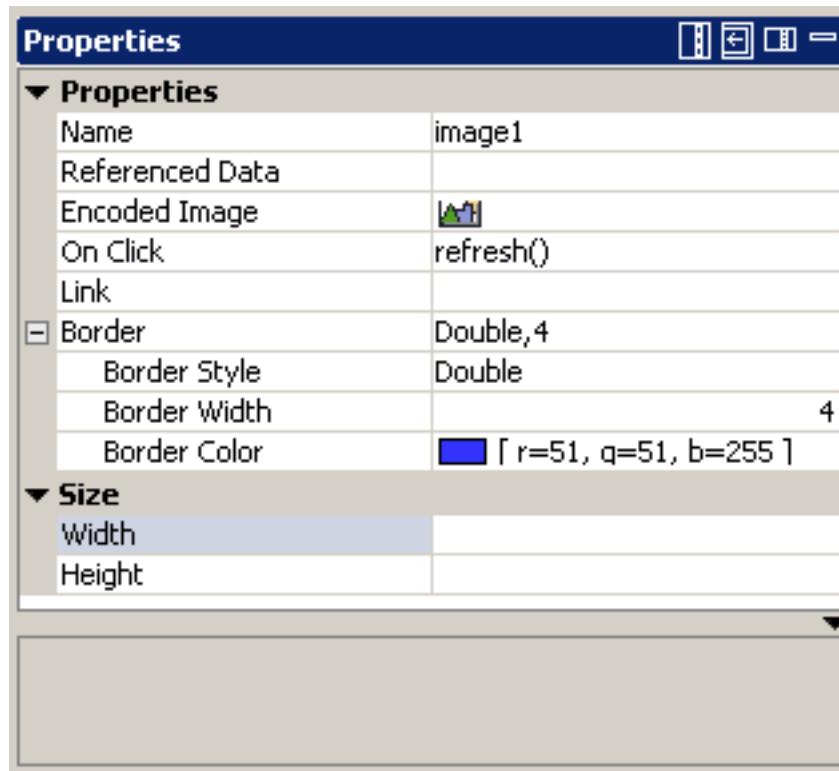 Properties
Properties
Name image1
Referenced Data
Encoded Image
On Click refresh()
Link
Border Double,4
Border Style Double
Border Width 4
Border Color [ r=51, g=51, b=255 ]
Size
Width
Height